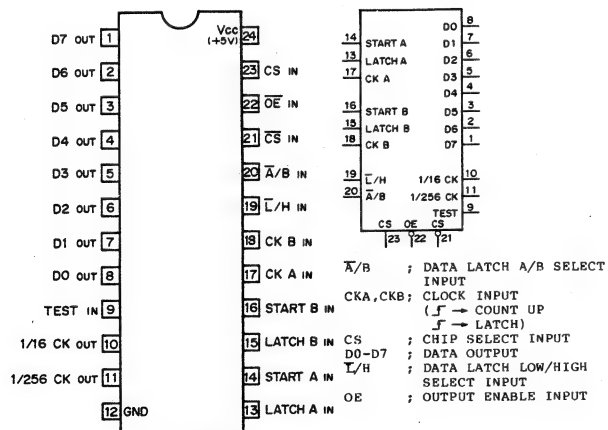 D7 OUT 1
Vcc (+5V) 24
D6 OUT 2
23 CS IN
D5 OUT 3
22 O̅E̅ IN
D4 OUT 4
21 C̅S̅ IN
D3 OUT 5
20 A̅/B IN
D2 OUT 6
19 L̅/H IN
D1 OUT 7
18 CK B IN
D0 OUT 8
17 CK A IN
TEST IN 9
16 START B IN
1/16 CK OUT 10
15 LATCH B IN
1/256 CK OUT 11
14 START A IN
12 GND
13 LATCH A IN
D0 8
14 START A D1 7
13 LATCH A D2 6
17 CK A D3 5
D4 4
16 START B D5 3
15 LATCH B D6 2
18 CK B D7 1
19 L̅/H 1/16 CK 10
20 A̅/B 1/256 CK 11
TEST 9
CS OE CS
23 22 21
A̅/B ; DATA LATCH A/B SELECT
INPUT
CKA,CKB; CLOCK INPUT
( → COUNT UP
→ LATCH)
CS ; CHIP SELECT INPUT
D0-D7 ; DATA OUTPUT
L̅/H ; DATA LATCH LOW/HIGH
SELECT INPUT
OE ; OUTPUT ENABLE INPUT